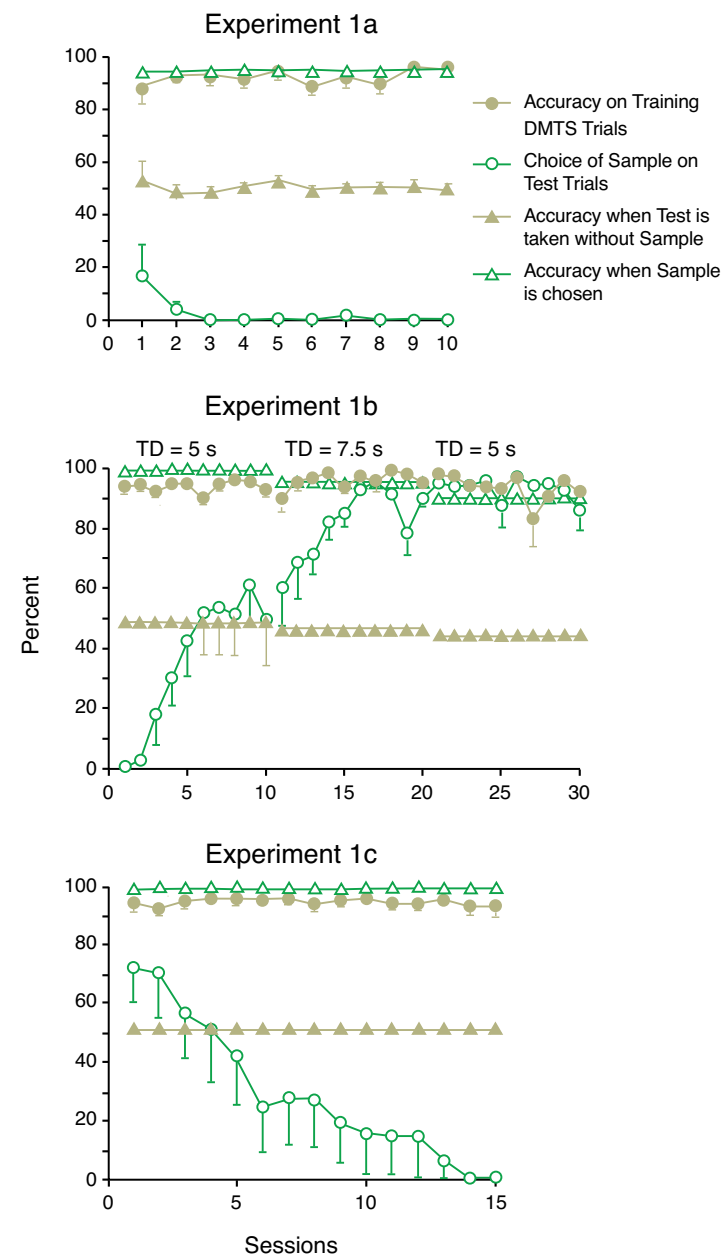 Experiment 1a
100
80
60
40
20
0
0 1 2 3 4 5 6 7 8 9 10
Accuracy on Training
DMTS Trials
Choice of Sample on
Test Trials
Accuracy when Test is
taken without Sample
Accuracy when Sample
is chosen
Experiment 1b
TD = 5 s TD = 7.5 s TD = 5 s
100
80
60
40
20
0
0 5 10 15 20 25 30
Percent
Experiment 1c
100
80
60
40
20
0
0 5 10 15
Sessions